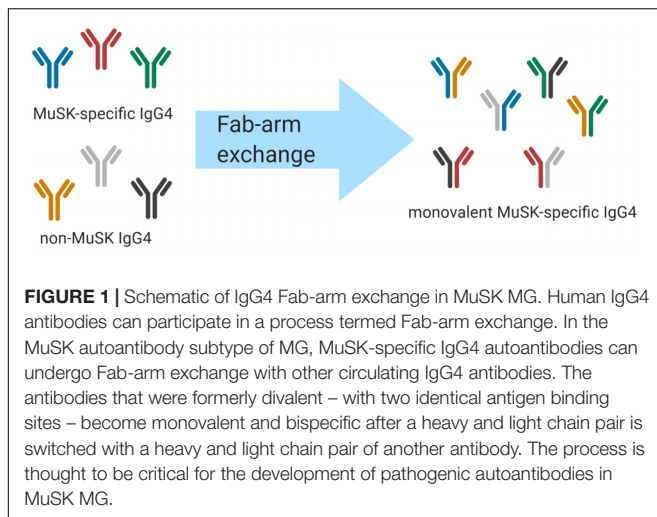 MuSK-specific IgG4
non-MuSK IgG4
Fab-arm
exchange
monovalent MuSK-specific IgG4
FIGURE 1 | Schematic of IgG4 Fab-arm exchange in MuSK MG. Human IgG4
antibodies can participate in a process termed Fab-arm exchange. In the
MuSK autoantibody subtype of MG, MuSK-specific IgG4 autoantibodies can
undergo Fab-arm exchange with other circulating IgG4 antibodies. The
antibodies that were formerly divalent – with two identical antigen binding
sites – become monovalent and bispecific after a heavy and light chain pair is
switched with a heavy and light chain pair of another antibody. The process is
thought to be critical for the development of pathogenic autoantibodies in
MuSK MG.